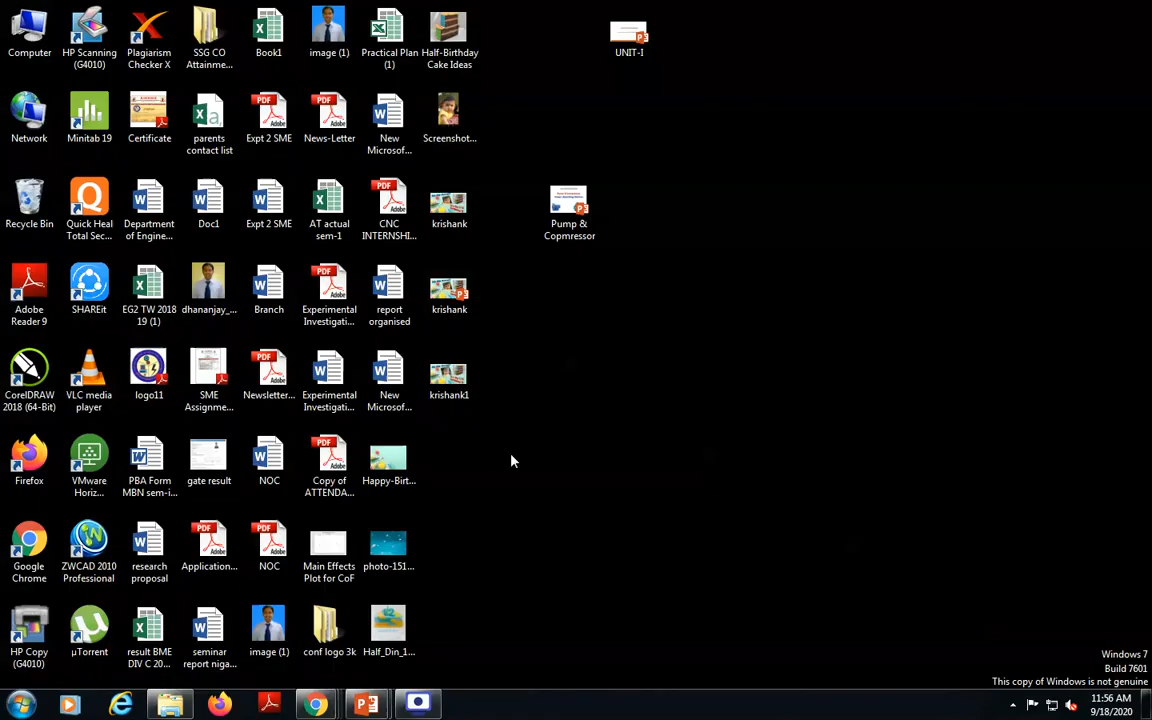 Computer
HP Scanning
(G4010)
Plagiarism
Checker X
SSG CO
Attainme...
Book1
image (1)
Practical Plan
(1)
Half-Birthday
Cake Ideas
UNIT-I
Network
Minitab 19
Certificate
parents
contact list
Expt 2 SME
News-Letter
New
Microsof...
Screenshot...
Recycle Bin
Quick Heal
Total Sec...
Department
of Engine...
Doc1
Expt 2 SME
AT actual
sem-1
CNC
INTERNSHI...
krishank
Pump &
Copmressor
Adobe
Reader 9
SHAREit
EG2 TW 2018
19 (1)
dhananjay_...
Branch
Experimental
Investigati...
report
organised
krishank
CorelDRAW
2018 (64-Bit)
VLC media
player
logo11
SME
Assignme...
Newsletter...
Experimental
Investigati...
New
Microsof...
krishank1
Firefox
VMware
Horiz...
PBA Form
MBN sem-i...
gate result
NOC
Copy of
ATTENDA...
Happy-Birt...
Google
Chrome
ZWCAD 2010
Professional
research
proposal
Application...
NOC
Main Effects
Plot for CoF
photo-151...
HP Copy
(G4010)
µTorrent
result BME
DIV C 20...
seminar
report niga...
image (1)
conf logo 3k
Half_Din_1...
Windows 7
Build 7601
This copy of Windows is not genuine
11:56 AM
9/18/2020